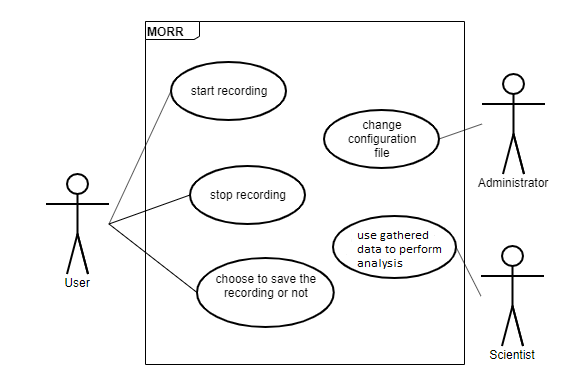 MORR
start recording
change
configuration
file
Administrator
stop recording
User
use gathered
data to perform
analysis
choose to save the
recording or not
Scientist